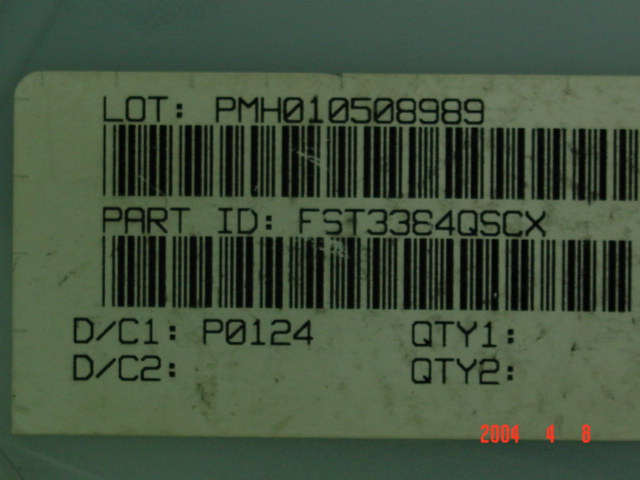 LOT: PMH010508989
PART ID: FST3384QSCX
D/C1: P0124 QTY1:
D/C2: QTY2:
2004 4 8